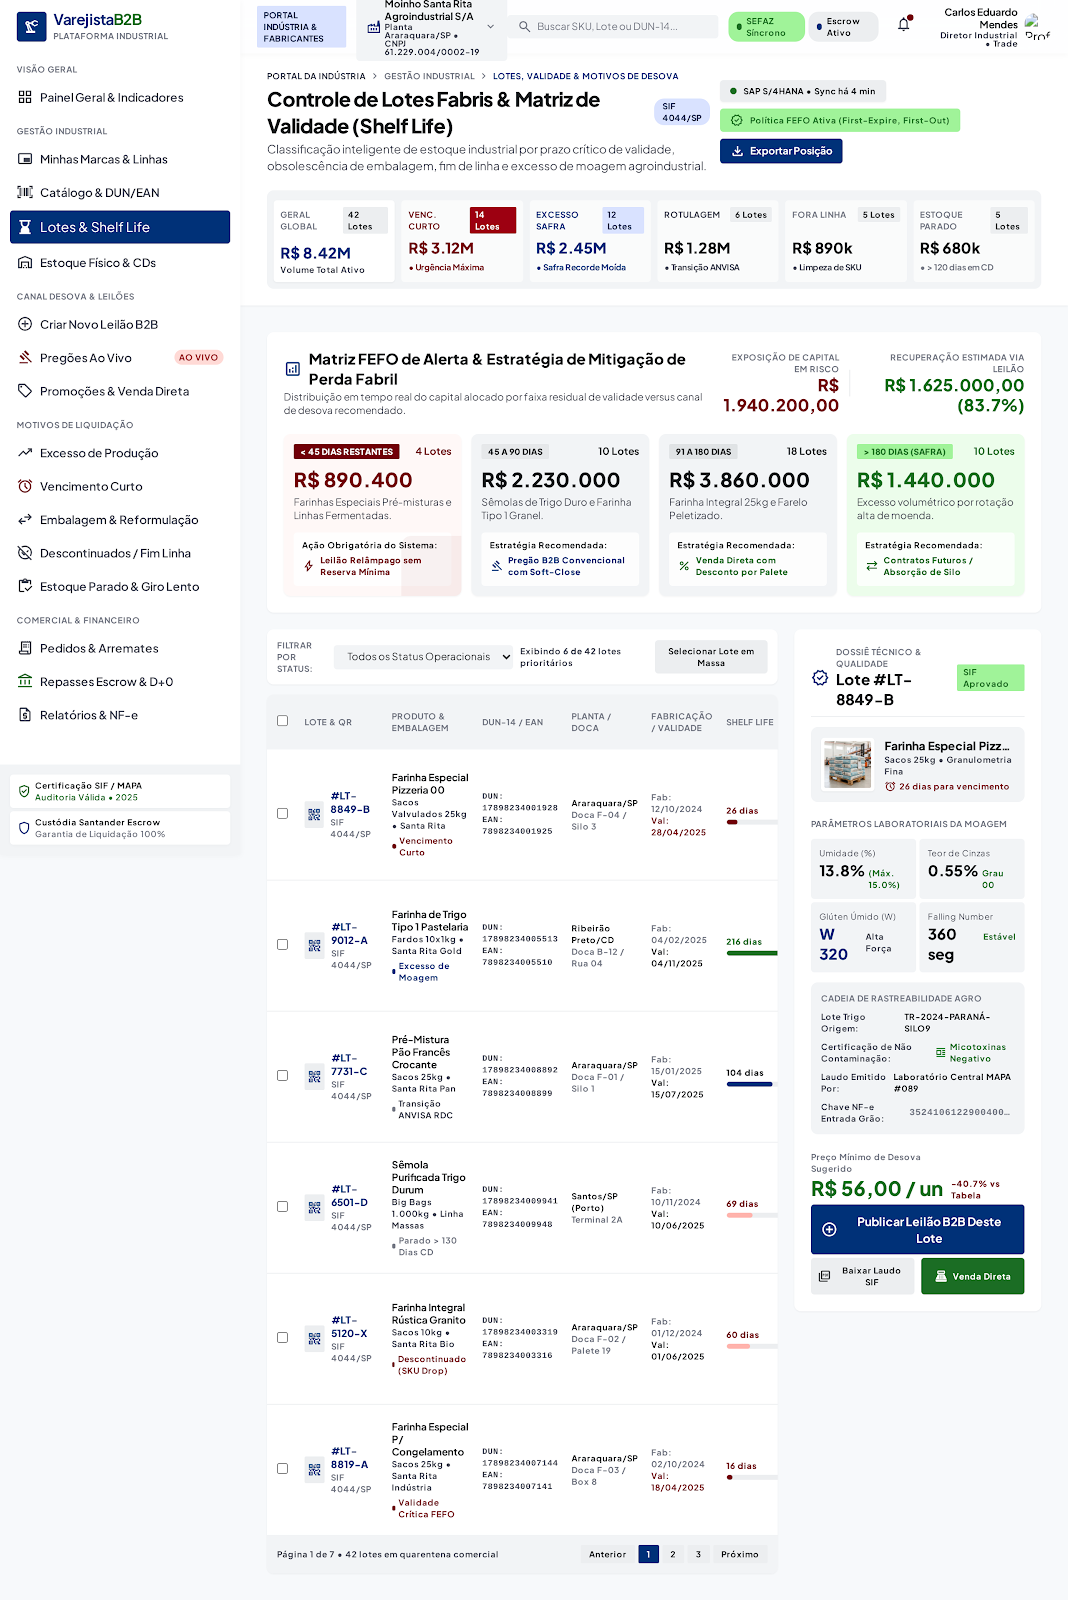 VarejistaB2B
PLATAFORMA INDUSTRIAL
VISÃO GERAL
Painel Geral & Indicadores
GESTÃO INDUSTRIAL
Minhas Marcas & Linhas
Catálogo & DUN/EAN
Lotes & Shelf Life
Estoque Físico & CDs
CANAL DESOVA & LEILÕES
Criar Novo Leilão B2B
Pregões Ao Vivo
AO VIVO
Promoções & Venda Direta
MOTIVOS DE LIQUIDAÇÃO
Excesso de Produção
Vencimento Curto
Embalagem & Reformulação
Descontinuados / Fim Linha
Estoque Parado & Giro Lento
COMERCIAL & FINANCEIRO
Pedidos & Arremates
Repasses Escrow & D+0
Relatórios & NF-e
Certificação SIF / MAPA
Auditoria Válida • 2025
Custódia Santander Escrow
Garantia de Liquidação 100%
PORTAL
INDÚSTRIA &
FABRICANTES
Moinho Santa Rita
Agroindustrial S/A
Planta
Araraquara/SP •
CNPJ
61.229.004/0002-19
Buscar SKU, Lote ou DUN-14...
SEFAZ
Síncrono
Escrow
Ativo
Carlos Eduardo
Mendes
Diretor Industrial
• Trade
PORTAL DA INDÚSTRIA
GESTÃO INDUSTRIAL
LOTES, VALIDADE & MOTIVOS DE DESOVA
Controle de Lotes Fabris & Matriz de
Validade (Shelf Life)
SIF
4044/SP
Classificação inteligente de estoque industrial por prazo crítico de validade,
obsolescência de embalagem, fim de linha e excesso de moagem agroindustrial.
SAP S/4HANA • Sync há 4 min
Política FEFO Ativa (First-Expire, First-Out)
Exportar Posição
GERAL
GLOBAL
42
Lotes
R$ 8.42M
Volume Total Ativo
VENC.
CURTO
14
Lotes
R$ 3.12M
• Urgência Máxima
EXCESSO
SAFRA
12
Lotes
R$ 2.45M
• Safra Recorde Moída
ROTULAGEM
6 Lotes
R$ 1.28M
• Transição ANVISA
FORA LINHA
5 Lotes
R$ 890k
• Limpeza de SKU
ESTOQUE
PARADO
5
Lotes
R$ 680k
• > 120 dias em CD
Matriz FEFO de Alerta & Estratégia de Mitigação de
Perda Fabril
Distribuição em tempo real do capital alocado por faixa residual de validade versus canal
de desova recomendado.
EXPOSIÇÃO DE CAPITAL
EM RISCO
R$
1.940.200,00
RECUPERAÇÃO ESTIMADA VIA
LEILÃO
R$ 1.625.000,00
(83.7%)
< 45 DIAS RESTANTES
4 Lotes
R$ 890.400
Farinhas Especiais Pré-misturas e
Linhas Fermentadas.
Ação Obrigatória do Sistema:
Leilão Relâmpago sem
Reserva Mínima
45 A 90 DIAS
10 Lotes
R$ 2.230.000
Sêmolas de Trigo Duro e Farinha
Tipo 1 Granel.
Estratégia Recomendada:
Pregão B2B Convencional
com Soft-Close
91 A 180 DIAS
18 Lotes
R$ 3.860.000
Farinha Integral 25kg e Farelo
Peletizado.
Estratégia Recomendada:
Venda Direta com
Desconto por Palete
> 180 DIAS (SAFRA)
10 Lotes
R$ 1.440.000
Excesso volumétrico por rotação
alta de moenda.
Estratégia Recomendada:
Contratos Futuros /
Absorção de Silo
FILTRAR
POR
STATUS:
Todos os Status Operacionais
Exibindo 6 de 42 lotes
prioritários
Selecionar Lote em
Massa
LOTE & QR
PRODUTO &
EMBALAGEM
DUN-14 / EAN
PLANTA /
DOCA
FABRICAÇÃO
/ VALIDADE
SHELF LIFE
#LT-
8849-B
SIF
4044/SP
Farinha Especial
Pizzeria 00
Sacos
Valvulados 25kg
• Santa Rita
Vencimento
Curto
DUN:
17898234001928
EAN:
7898234001925
Araraquara/SP
Doca F-04 /
Silo 3
Fab:
12/10/2024
Val:
28/04/2025
26 dias
#LT-
9012-A
SIF
4044/SP
Farinha de Trigo
Tipo 1 Pastelaria
Fardos 10x1kg •
Santa Rita Gold
Excesso de
Moagem
DUN:
17898234005513
EAN:
7898234005510
Ribeirão
Preto/CD
Doca B-12 /
Rua 04
Fab:
04/02/2025
Val:
04/11/2025
216 dias
#LT-
7731-C
SIF
4044/SP
Pré-Mistura
Pão Francês
Crocante
Sacos 25kg •
Santa Rita Pan
Transição
ANVISA RDC
DUN:
17898234008892
EAN:
7898234008899
Araraquara/SP
Doca F-01 /
Silo 1
Fab:
15/01/2025
Val:
15/07/2025
104 dias
#LT-
6501-D
SIF
4044/SP
Sêmola
Purificada Trigo
Durum
Big Bags
1.000kg • Linha
Massas
Parado > 130
Dias CD
DUN:
17898234009941
EAN:
7898234009948
Santos/SP
(Porto)
Terminal 2A
Fab:
10/11/2024
Val:
10/06/2025
69 dias
#LT-
5120-X
SIF
4044/SP
Farinha Integral
Rústica Granito
Sacos 10kg •
Santa Rita Bio
Descontinuado
(SKU Drop)
DUN:
17898234003319
EAN:
7898234003316
Araraquara/SP
Doca F-02 /
Palete 19
Fab:
01/12/2024
Val:
01/06/2025
60 dias
#LT-
8819-A
SIF
4044/SP
Farinha Especial
P/
Congelamento
Sacos 25kg •
Santa Rita
Indústria
Validade
Crítica FEFO
DUN:
17898234007144
EAN:
7898234007141
Araraquara/SP
Doca F-03 /
Box 8
Fab:
02/10/2024
Val:
18/04/2025
16 dias
Página 1 de 7 • 42 lotes em quarentena comercial
Anterior
1
2
3
Próximo
DOSSIÊ TÉCNICO &
QUALIDADE
Lote #LT-
8849-B
SIF
Aprovado
Farinha Especial Pizz...
Sacos 25kg • Granulometria
Fina
26 dias para vencimento
PARÂMETROS LABORATORIAIS DA MOAGEM
Umidade (%)
13.8% (Máx.
15.0%)
Teor de Cinzas
0.55% Grau
00
Glúten Úmido (W)
W
320
Alta
Força
Falling Number
360
seg
Estável
CADEIA DE RASTREABILIDADE AGRO
Lote Trigo
Origem:
TR-2024-PARANÁ-
SILO9
Certificação de Não
Contaminação:
Micotoxinas
Negativo
Laudo Emitido
Por:
Laboratório Central MAPA
#089
Chave NF-e
Entrada Grão:
3524106122900400...
Preço Mínimo de Desova
Sugerido
R$ 56,00 / un
-40.7% vs
Tabela
Publicar Leilão B2B Deste
Lote
Baixar Laudo
SIF
Venda Direta